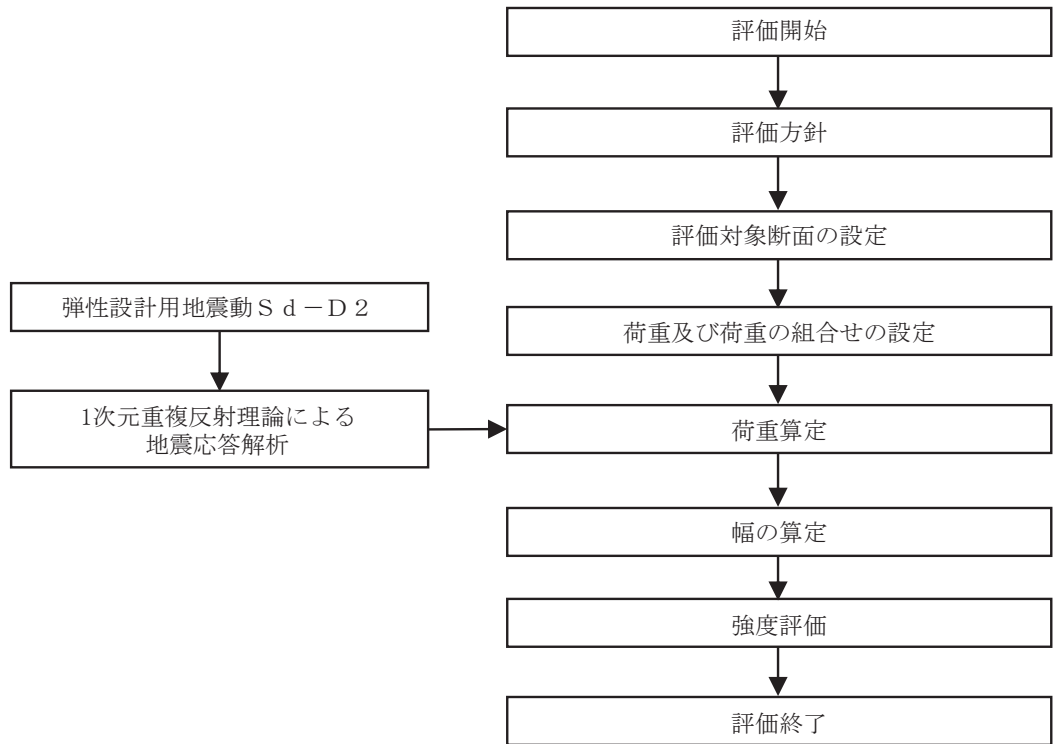 評価開始
評価方針
評価対象断面の設定
弾性設計用地震動Ｓｄ－Ｄ２
荷重及び荷重の組合せの設定
1次元重複反射理論による
地震応答解析
荷重算定
幅の算定
強度評価
評価終了